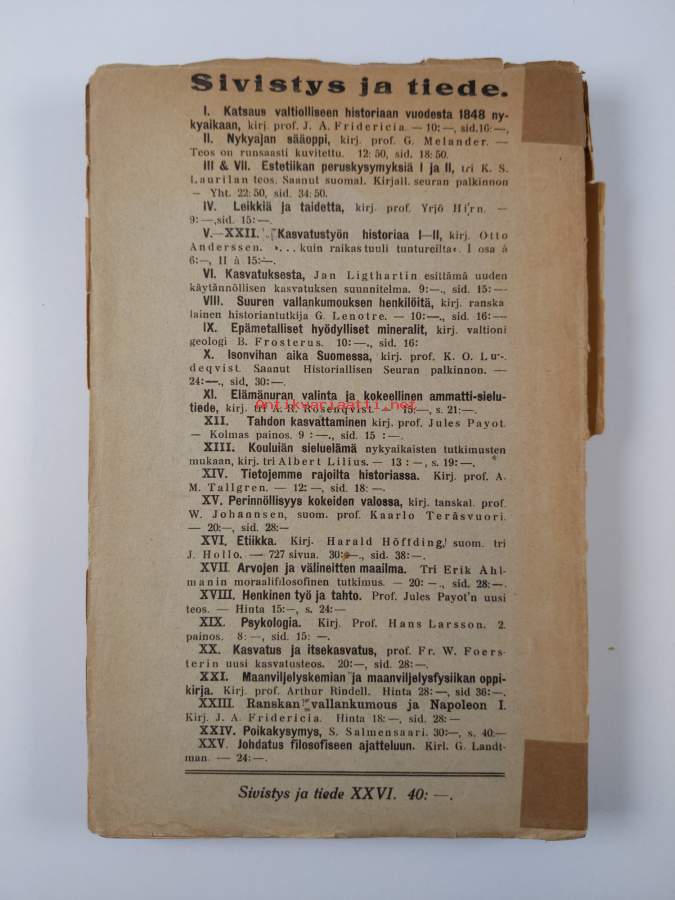 Sivistys ja tiede.
I. Katsaus valtiolliseen historiaan vuodesta 1848 ny-
kyaikaan, kirj. prof. J. A. Fridericia. — 10: —, sid.16: —,
II. Nykyajan sääoppi, kirj. prof. G. Melander. —
Teos on runsaasti kuvitettu. 12: 50, sid. 18: 50.
III & VII. Estetiikan peruskysymyksiä I ja II, tri K. S.
Laurilan teos. Saanut suomal. Kirjall. seuran palkinnon
— Yht. 22: 50, sid. 34: 50.
IV. Leikkiä ja taidetta, kirj. prof. Yrjö Hirn. —
9: —,sid. 15: —.
V.—XXII. Kasvatustyön historiaa I—II, kirj. Otto
Anderssen. »... kuin raikas tuuli tuntureilta«. I osa à
6: —, II à 15: —.
VI. Kasvatuksesta, Jan Ligthartin esittämä uuden
käytännöllisen kasvatuksen suunnitelma. 9: —., sid. 15: —
VIII. Suuren vallankumouksen henkilöitä, kirj. ranska
lainen historiantutkija G. Lenotre. — 10: —., sid. 16: —
IX. Epämetalliset hyödylliset mineralit, kirj. valtioni
geologi B. Frosterus. 10: —., sid. 16:
X. Isonvihan aika Suomessa, kirj. prof. K. O. Lu-
deqvist. Saanut Historiallisen Seuran palkinnon. —
24: —., sid. 30: —.
XI. Elämänuran valinta ja kokeellinen ammatti-sielu-
tiede, kirj. tri A. R. Rosenqvist — 15: —, s. 21: —.
Antikvariaatti.net
XII. Tahdon kasvattaminen kirj. prof. Jules Payot
— Kolmas painos. 9 : —., sid. 15 : —.
XIII. Kouluiän sieluelämä nykyaikaisten tutkimusten
mukaan, kirj. tri Albert Lilius. — 13 : —, s. 19: —.
XIV. Tietojemme rajoilta historiassa. Kirj. prof. A.
M. Tallgren. — 12: —, sid. 18: —.
XV. Perinnöllisyys kokeiden valossa, kirj. tanskal. prof.
W. Johannsen, suom. prof. Kaarlo Teräsvuori.
— 20: —, sid. 28: —
XVI. Etiikka. Kirj. Harald Höffding, suom. tri
J. Hollo. — 727 sivua. 30: —., sid. 38: —.
XVII. Arvojen ja välineitten maailma. Tri Erik Ahl-
manin moraalifilosofinen tutkimus. — 20: —., sid. 28: —.
XVIII. Henkinen työ ja tahto. Prof. Jules Payot'n uusi
teos. — Hinta 15: —, s. 24: —
XIX. Psykologia. Kirj. Prof. Hans Larsson. 2.
painos. 8: —, sid. 15: —.
XX. Kasvatus ja itsekasvatus, prof. Fr. W. Foers-
terin uusi kasvatusteos. 20: —, sid. 28: —.
XXI. Maanviljelyskemian ja maanviljelysfysiikan oppi-
kirja. Kirj. prof. Arthur Rindell. Hinta 28: —, sid 36: —.
XXIII. Ranskan vallankumous ja Napoleon I.
Kirj. J. A. Fridericia. Hinta 18: —, sid. 28: —
XXIV. Poikakysymys, S. Salmensaari. 30: —, s. 40: —
XXV. Johdatus filosofiseen ajatteluun. Kirl. G. Landt-
man. — 24: —.
Sivistys ja tiede XXVI. 40: —.